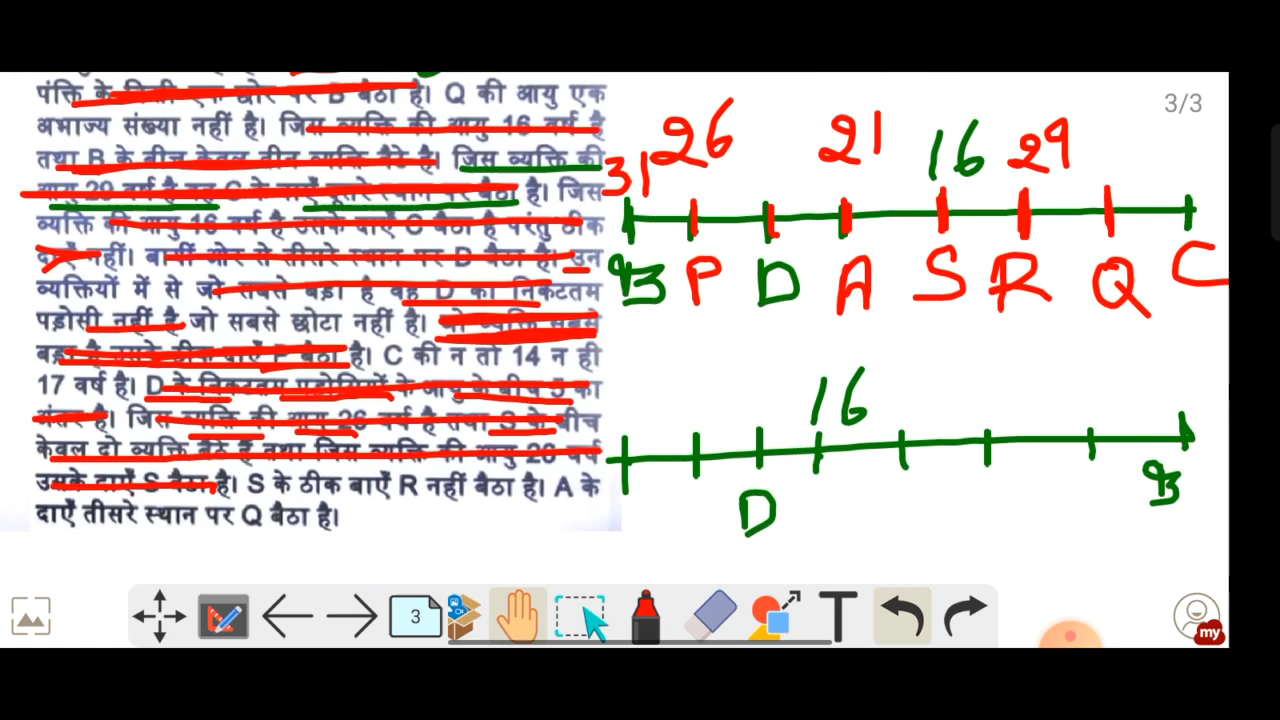 पंक्ति के किसी एक छोर पर B बैठा है। Q की आयु एक
अभाज्य संख्या नहीं है। जिस व्यक्ति की आयु 16 वर्ष है
तथा B के बीच केवल तीन व्यक्ति बैठे है। जिस व्यक्ति की
आयु 29 वर्ष है वह C के बाएँ दूसरे स्थान पर बैठा है। जिस
व्यक्ति की आयु 16 वर्ष है उसके दाएँ C बैठा है परंतु ठीक
दाएँ नहीं। बायीं ओर से तीसरे स्थान पर D बैठा है। उन
व्यक्तियों में से जो सबसे बड़ा है वह D का निकटतम
पड़ोसी नहीं है जो सबसे छोटा नहीं है। जो व्यक्ति सबसे
बड़ा है उसके ठीक दाएँ P बैठा है। C की न तो 14 न ही
17 वर्ष है। D के निकटतम पड़ोसियों के आयु के बीच 5 का
अंतर है। जिस व्यक्ति की आयु 26 वर्ष है तथा S के बीच
केवल दो व्यक्ति बैठे हैं तथा जिस व्यक्ति की आयु 26 वर्ष
उसके दाएँ S बैठा है। S के ठीक बाएँ R नहीं बैठा है। A के
दाएँ तीसरे स्थान पर Q बैठा है।
3/3
31 26 21 16 29
B P D A S R Q C
16
D B
3
T
my